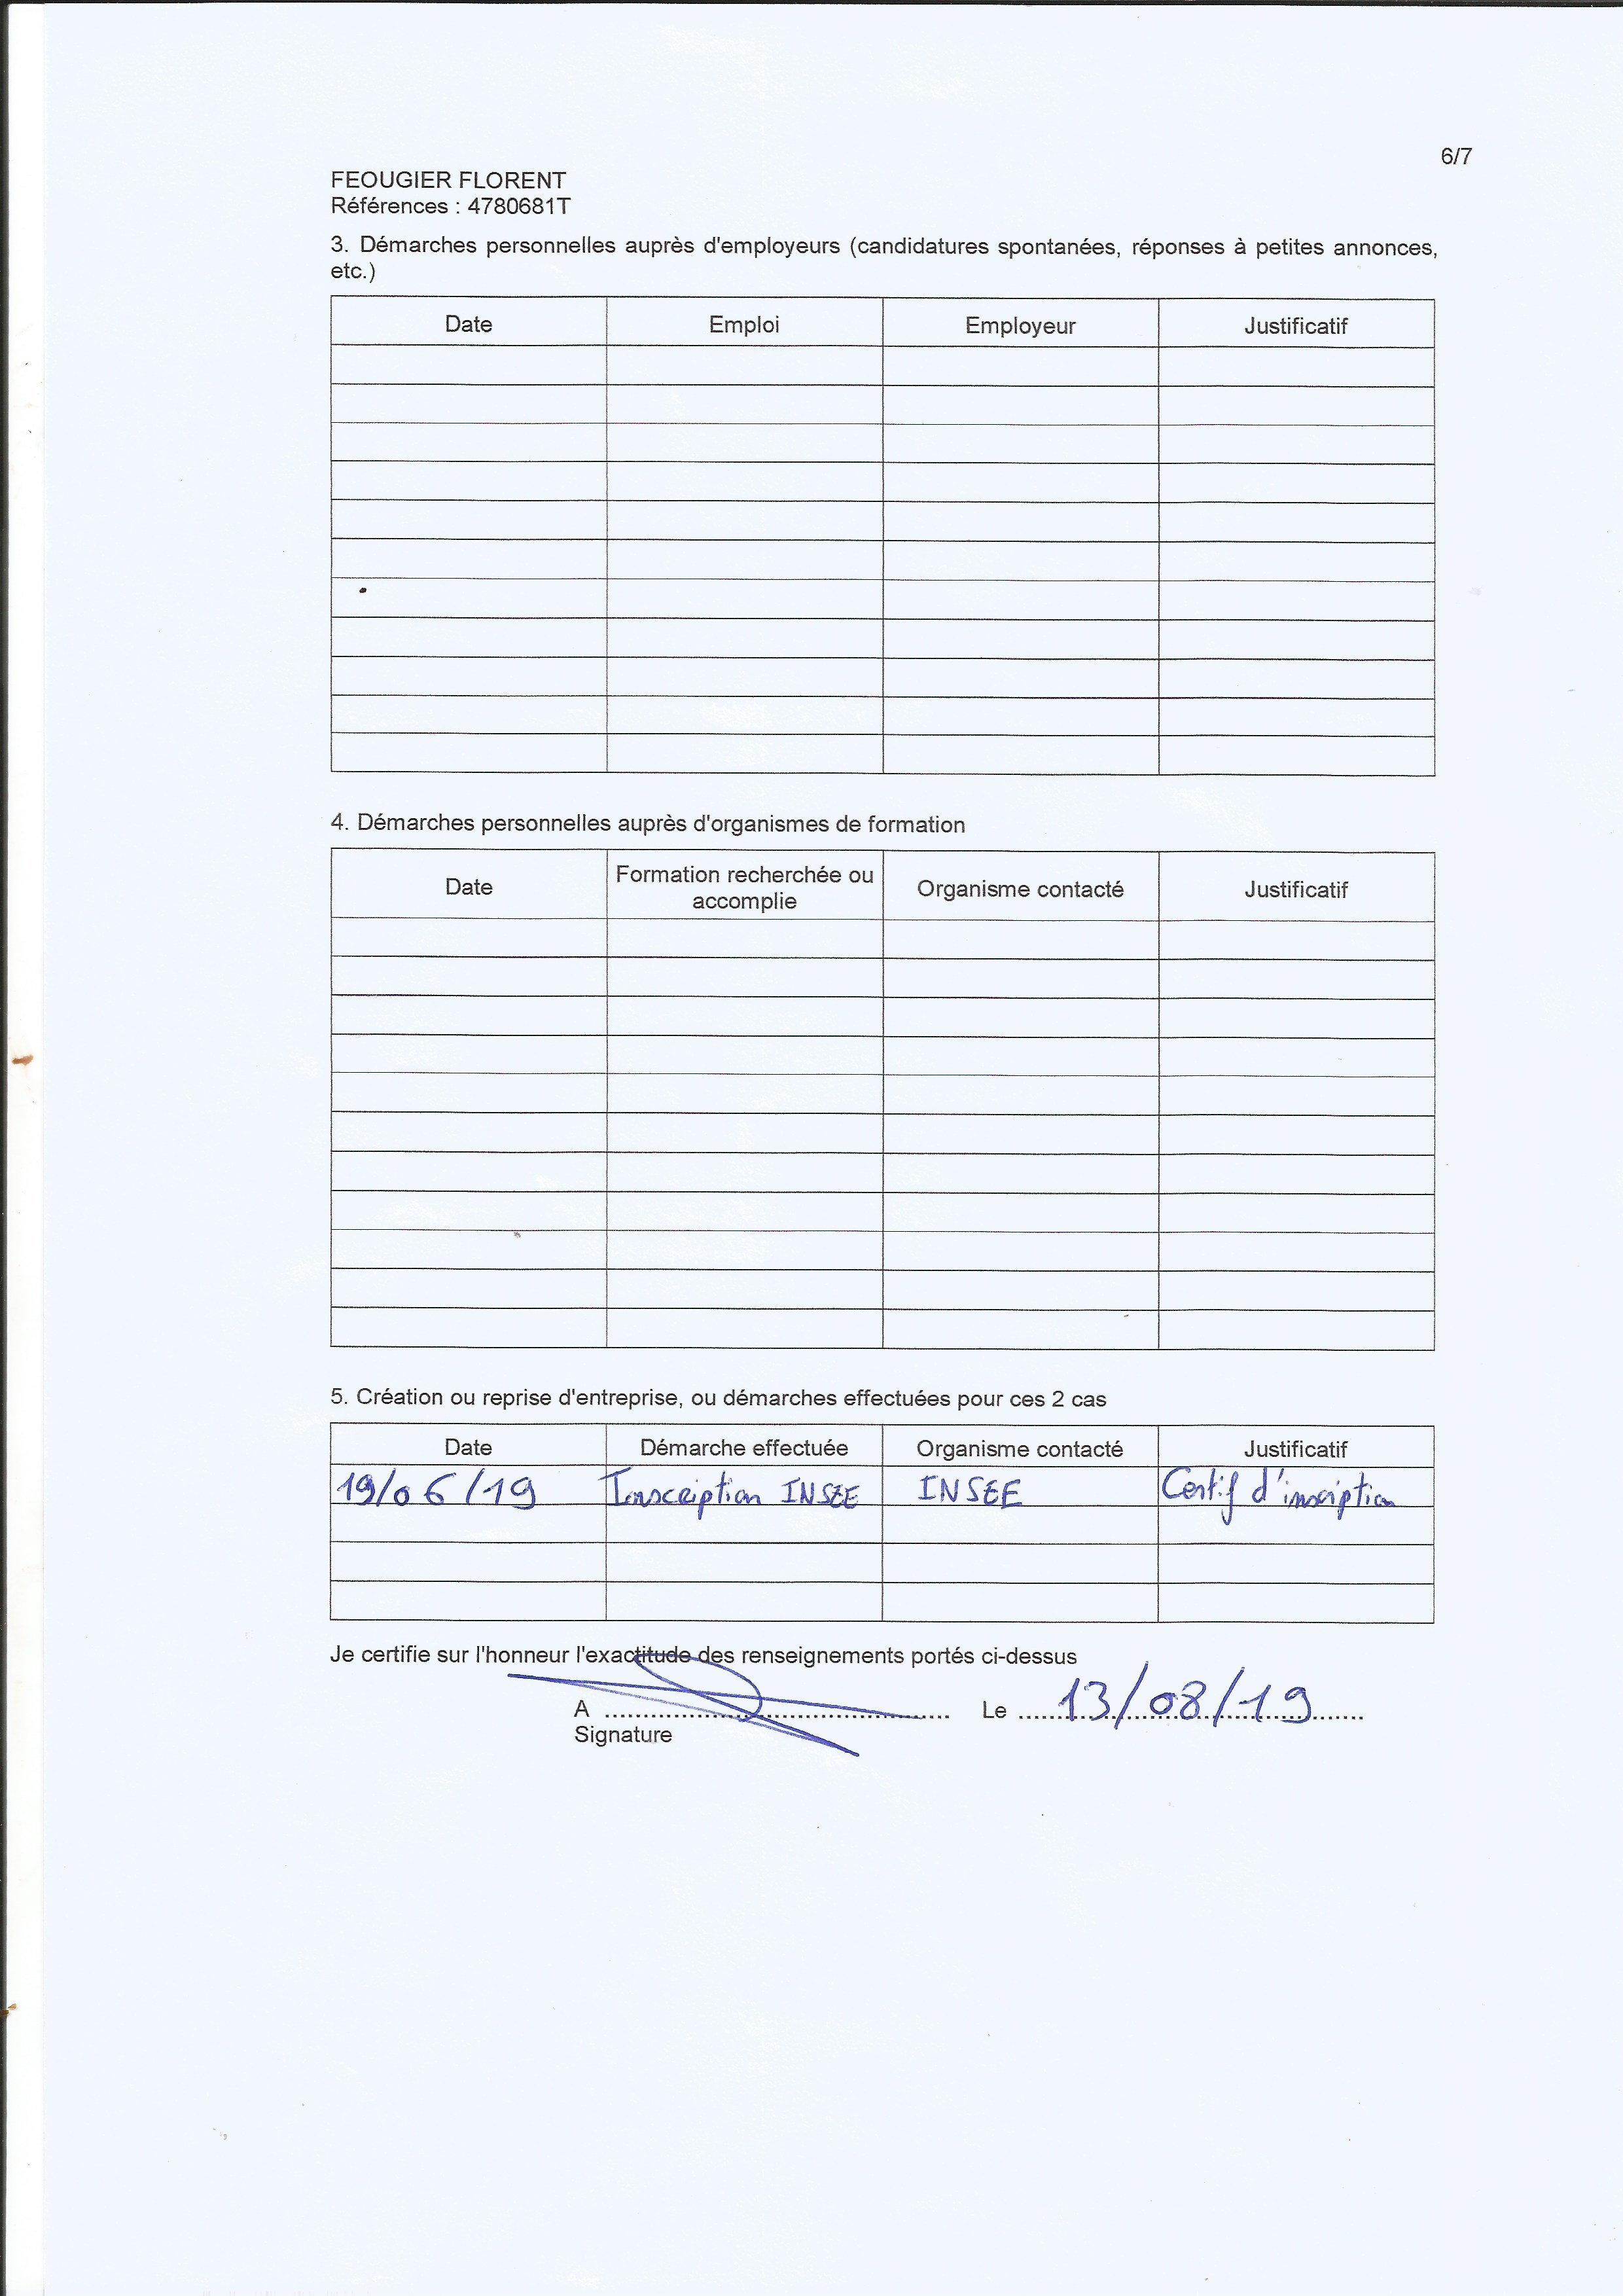 6/7
FEOUGIER FLORENT
Références : 4780681T
3. Démarches personnelles auprès d'employeurs (candidatures spontanées, réponses à petites annonces,
etc.)
Date Emploi Employeur Justificatif
4. Démarches personnelles auprès d'organismes de formation
Date Formation recherchée ou accomplie Organisme contacté Justificatif
5. Création ou reprise d'entreprise, ou démarches effectuées pour ces 2 cas
Date Démarche effectuée Organisme contacté Justificatif
19/06/19 Inscription INSEE INSEE Certif d'inscription
Je certifie sur l'honneur l'exactitude des renseignements portés ci-dessus
A Le 13/08/19
Signature